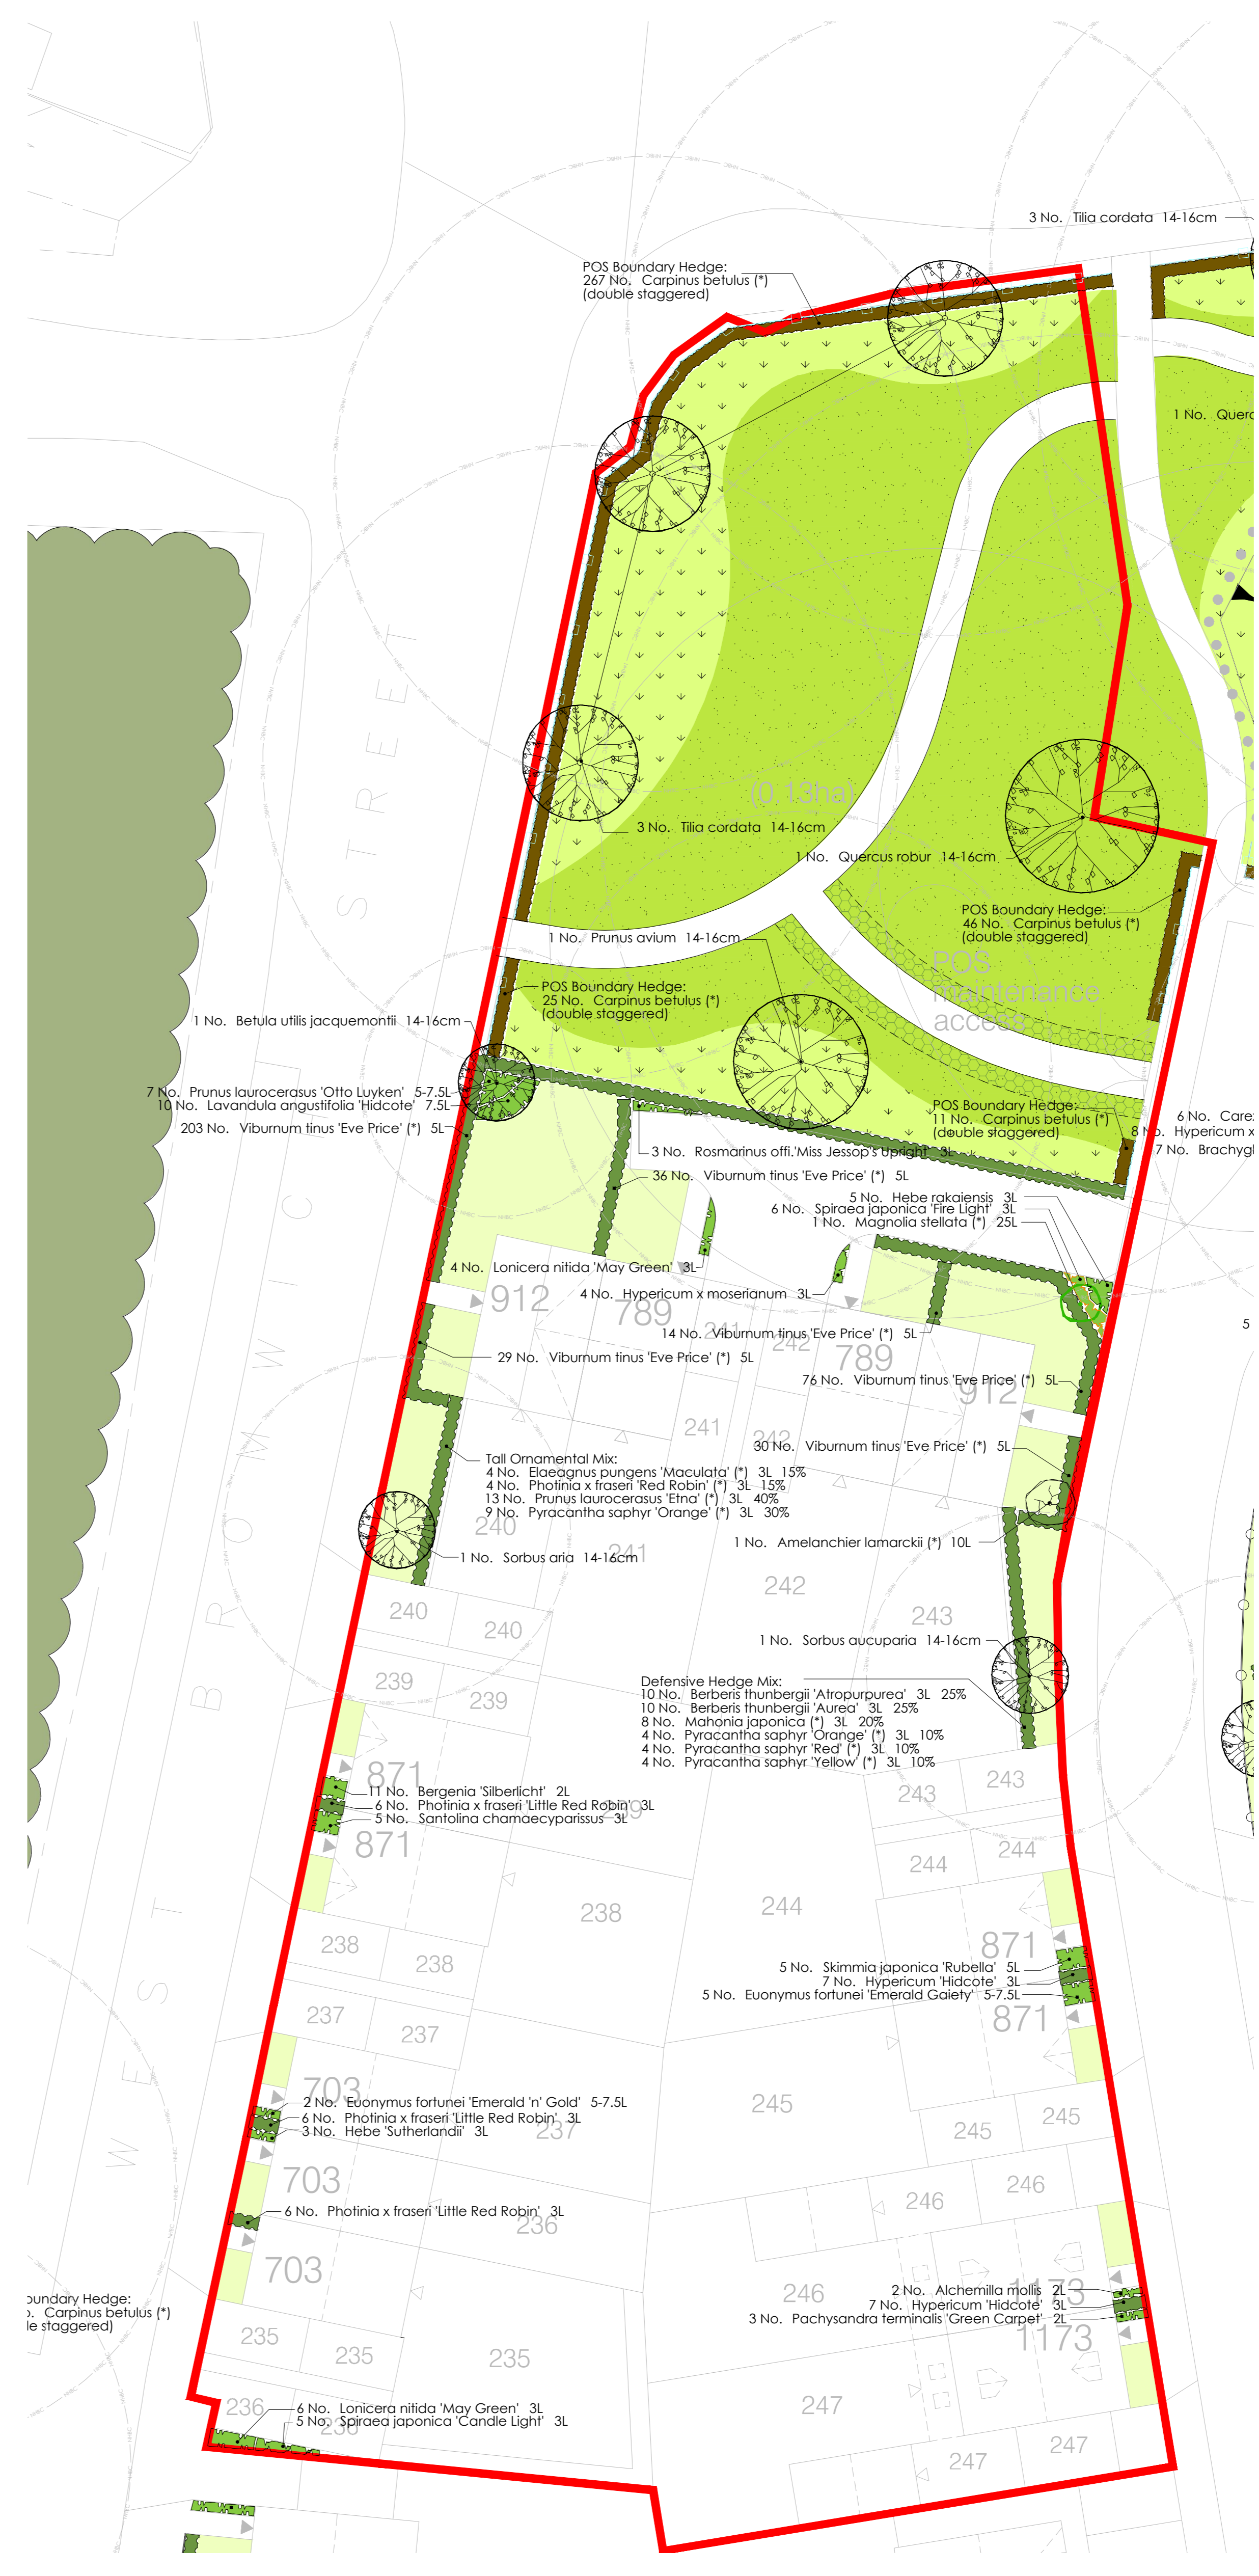 3 No. Tilia cordata 14-16cm
POS Boundary Hedge:
267 No. Carpinus betulus (*)
(double staggered)
1 No.
(0.13ha)
3 No. Tilia cordata 14-16cm
1 No. Quercus robur 14-16cm
POS Boundary Hedge:
46 No. Carpinus betulus (*)
(double staggered)
1 No. Prunus avium 14-16cm
POS
maintenance
access
POS Boundary Hedge:
25 No. Carpinus betulus (*)
(double staggered)
1 No. Betula utilis jacquemontii 14-16cm
7 No. Prunus laurocerasus 'Otto Luyken' 5-7.5L
10 No. Lavandula angustifolia 'Hidcote' 7.5L
203 No. Viburnum tinus 'Eve Price' (*) 5L
POS Boundary Hedge:
11 No. Carpinus betulus (*)
(double staggered)
6 No.
8 No. Hypericum x
7 No.
3 No. Rosmarinus offi.'Miss Jessop's Upright' 3L
36 No. Viburnum tinus 'Eve Price' (*) 5L
5 No. Hebe rakaiensis 3L
6 No. Spiraea japonica 'Fire Light' 3L
1 No. Magnolia stellata (*) 25L
4 No. Lonicera nitida 'May Green' 3L
4 No. Hypericum x moserianum 3L
912
789
241
242
789
912
14 No. Viburnum tinus 'Eve Price' (*) 5L
5
29 No. Viburnum tinus 'Eve Price' (*) 5L
76 No. Viburnum tinus 'Eve Price' (*) 5L
241
242
30 No. Viburnum tinus 'Eve Price' (*) 5L
Tall Ornamental Mix:
4 No. Elaeagnus pungens 'Maculata' (*) 3L 15%
4 No. Photinia x fraseri 'Red Robin' (*) 3L 15%
13 No. Prunus laurocerasus 'Etna' (*) 3L 40%
9 No. Pyracantha saphyr 'Orange' (*) 3L 30%
240
241
1 No. Amelanchier lamarckii (*) 10L
1 No. Sorbus aria 14-16cm
242
243
240
240
1 No. Sorbus aucuparia 14-16cm
239
239
Defensive Hedge Mix:
10 No. Berberis thunbergii 'Atropurpurea' 3L 25%
10 No. Berberis thunbergii 'Aurea' 3L 25%
8 No. Mahonia japonica (*) 3L 20%
4 No. Pyracantha saphyr 'Orange' (*) 3L 10%
4 No. Pyracantha saphyr 'Red' (*) 3L 10%
4 No. Pyracantha saphyr 'Yellow' (*) 3L 10%
WEST BROMWICH STREET
871
243
243
11 No. Bergenia 'Silberlicht' 2L
6 No. Photinia x fraseri 'Little Red Robin' 3L
5 No. Santolina chamaecyparissus 3L
239
871
244
244
238
244
238
238
871
5 No. Skimmia japonica 'Rubella' 5L
7 No. Hypericum 'Hidcote' 3L
5 No. Euonymus fortunei 'Emerald Gaiety' 5-7.5L
871
237
237
703
2 No. Euonymus fortunei 'Emerald 'n' Gold' 5-7.5L
6 No. Photinia x fraseri 'Little Red Robin' 3L
3 No. Hebe 'Sutherlandii' 3L
237
245
245
245
703
246
246
6 No. Photinia x fraseri 'Little Red Robin' 3L
236
703
246
1173
2 No. Alchemilla mollis 2L
7 No. Hypericum 'Hidcote' 3L
3 No. Pachysandra terminalis 'Green Carpet' 2L
1173
Hedge:
Carpinus betulus (*)
staggered)
235
235
235
236
236
6 No. Lonicera nitida 'May Green' 3L
5 No. Spiraea japonica 'Candle Light' 3L
247
247
247